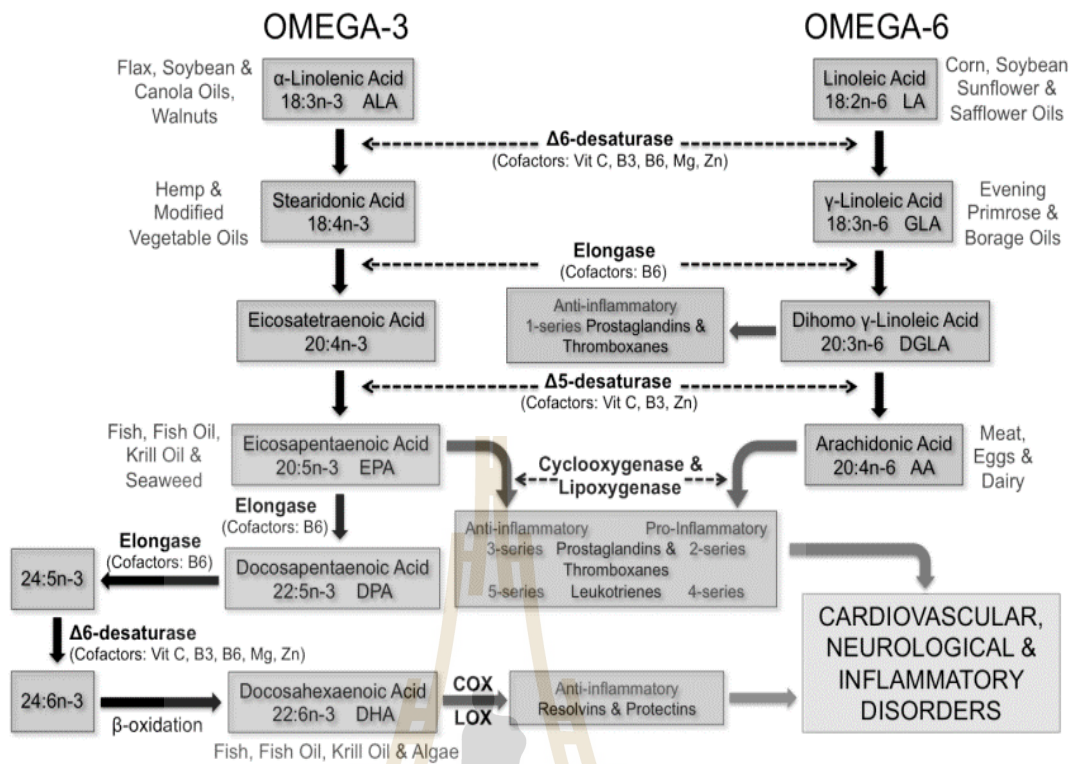 OMEGA-3
OMEGA-6
Flax, Soybean &
Canola Oils,
Walnuts
α-Linolenic Acid
18:3n-3 ALA
Linoleic Acid
18:2n-6 LA
Corn, Soybean
Sunflower &
Safflower Oils
Δ6-desaturase
(Cofactors: Vit C, B3, B6, Mg, Zn)
Hemp &
Modified
Vegetable Oils
Stearidonic Acid
18:4n-3
γ-Linoleic Acid
18:3n-6 GLA
Evening
Primrose &
Borage Oils
Elongase
(Cofactors: B6)
Eicosatetraenoic Acid
20:4n-3
Anti-inflammatory
1-series Prostaglandins &
Thromboxanes
Dihomo γ-Linoleic Acid
20:3n-6 DGLA
Δ5-desaturase
(Cofactors: Vit C, B3, Zn)
Fish, Fish Oil,
Krill Oil &
Seaweed
Eicosapentaenoic Acid
20:5n-3 EPA
Arachidonic Acid
20:4n-6 AA
Meat,
Eggs &
Dairy
Cyclooxygenase &
Lipoxygenase
Elongase
(Cofactors: B6)
Anti-inflammatory Pro-Inflammatory
3-series Prostaglandins & 2-series
Thromboxanes
5-series Leukotrienes 4-series
Elongase
(Cofactors: B6)
24:5n-3
Docosapentaenoic Acid
22:5n-3 DPA
CARDIOVASCULAR,
NEUROLOGICAL &
INFLAMMATORY
DISORDERS
Δ6-desaturase
(Cofactors: Vit C, B3, B6, Mg, Zn)
24:6n-3
β-oxidation
Docosahexaenoic Acid
22:6n-3 DHA
COX
LOX
Anti-inflammatory
Resolvins & Protectins
Fish, Fish Oil, Krill Oil & Algae